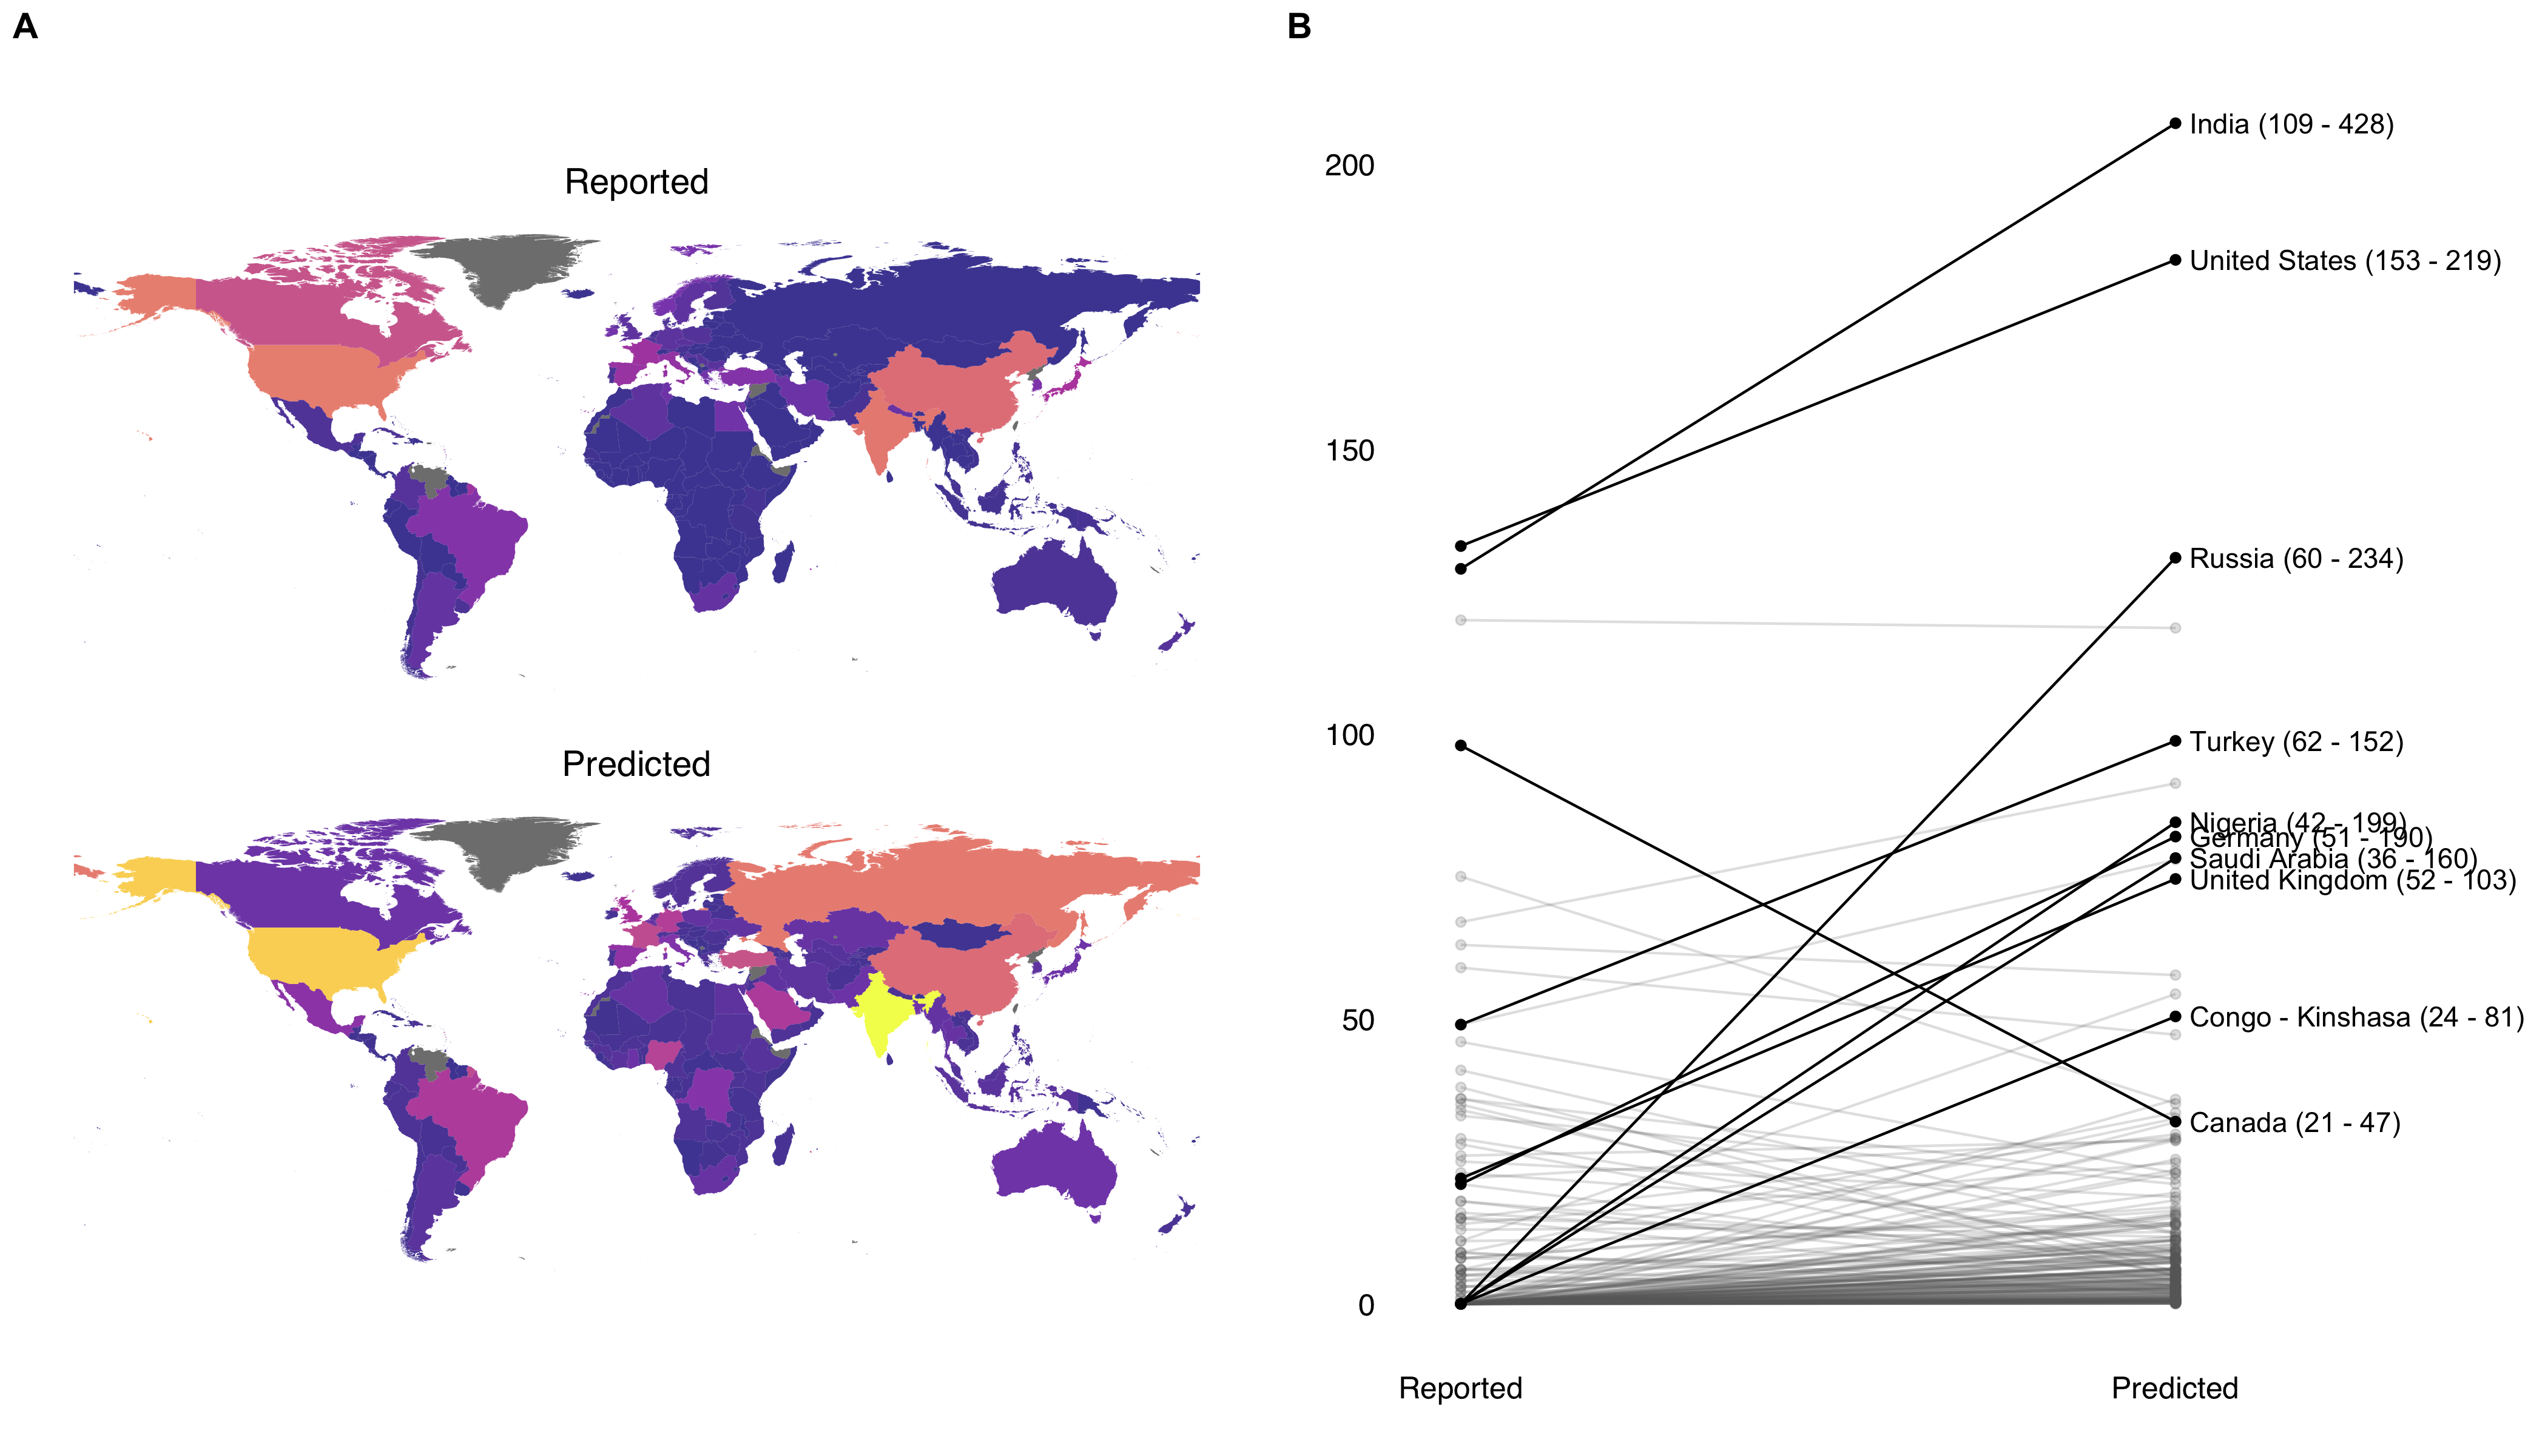 A
Reported
Predicted
B
200
150
100
50
0
India (109 - 428)
United States (153 - 219)
Russia (60 - 234)
Turkey (62 - 152)
Nigeria (42 - 199)
Germany (51 - 190)
Saudi Arabia (36 - 160)
United Kingdom (52 - 103)
Congo - Kinshasa (24 - 81)
Canada (21 - 47)
Reported
Predicted